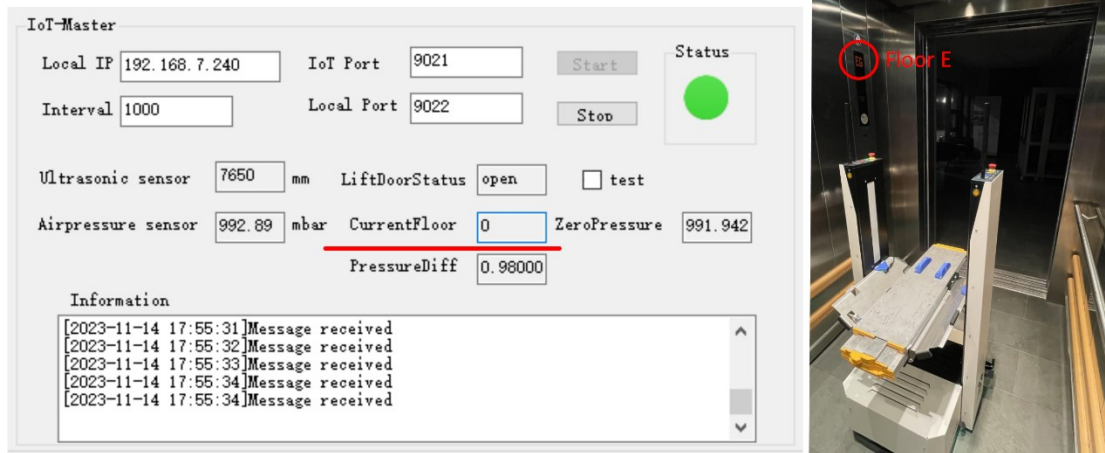 IoT-Master
Local IP 192.168.7.240 IoT Port 9021 Start Status
Interval 1000 Local Port 9022 Stop
Ultrasonic sensor 7650 mm LiftDoorStatus open test
Airpressure sensor 992.89 mbar CurrentFloor 0 ZeroPressure 991.942
PressureDiff 0.98000
Information
[2023-11-14 17:55:31]Message received
[2023-11-14 17:55:32]Message received
[2023-11-14 17:55:33]Message received
[2023-11-14 17:55:34]Message received
[2023-11-14 17:55:34]Message received
Floor E